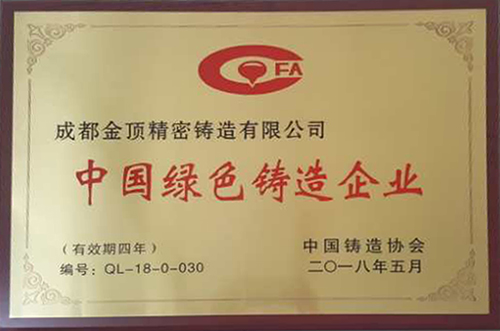 FA
成都金顶精密铸造有限公司
中国绿色铸造企业
(有效期四年)
中国铸造协会
编号:QL-18-0-030
二〇一八年五月